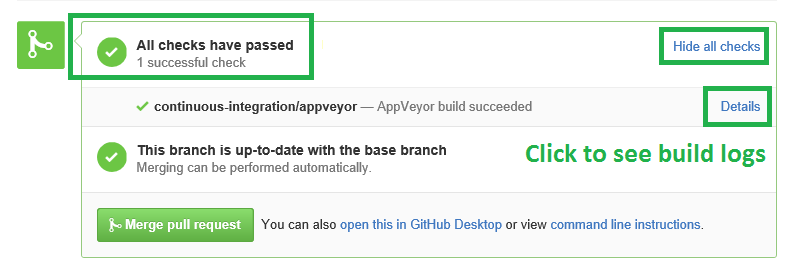 All checks have passed
Hide all checks
1 successful check
continuous-integration/appveyor — AppVeyor build succeeded
Details
This branch is up-to-date with the base branch
Merging can be performed automatically.
Click to see build logs
Merge pull request
You can also open this in GitHub Desktop or view command line instructions.